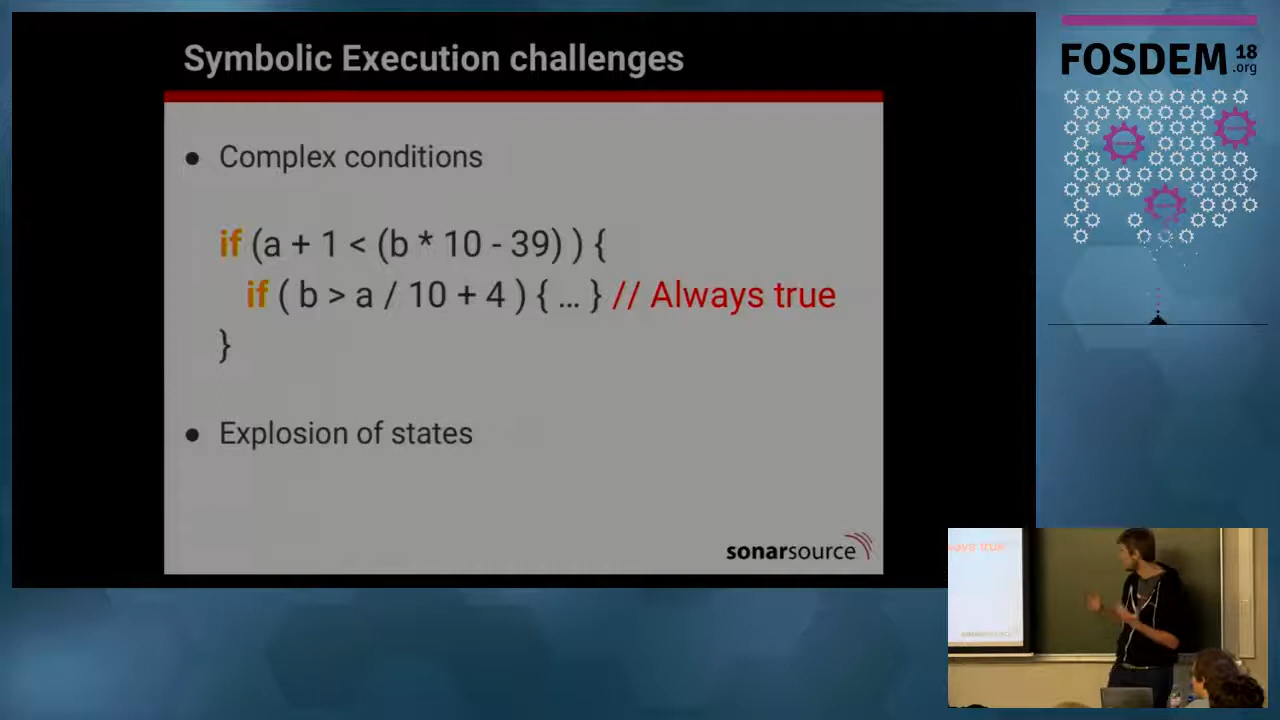 Symbolic Execution challenges
FOSDEM 18
.org
● Complex conditions
if (a + 1 < (b * 10 - 39) ) {
if ( b > a / 10 + 4 ) { ... } // Always true
}
● Explosion of states
sonarsource